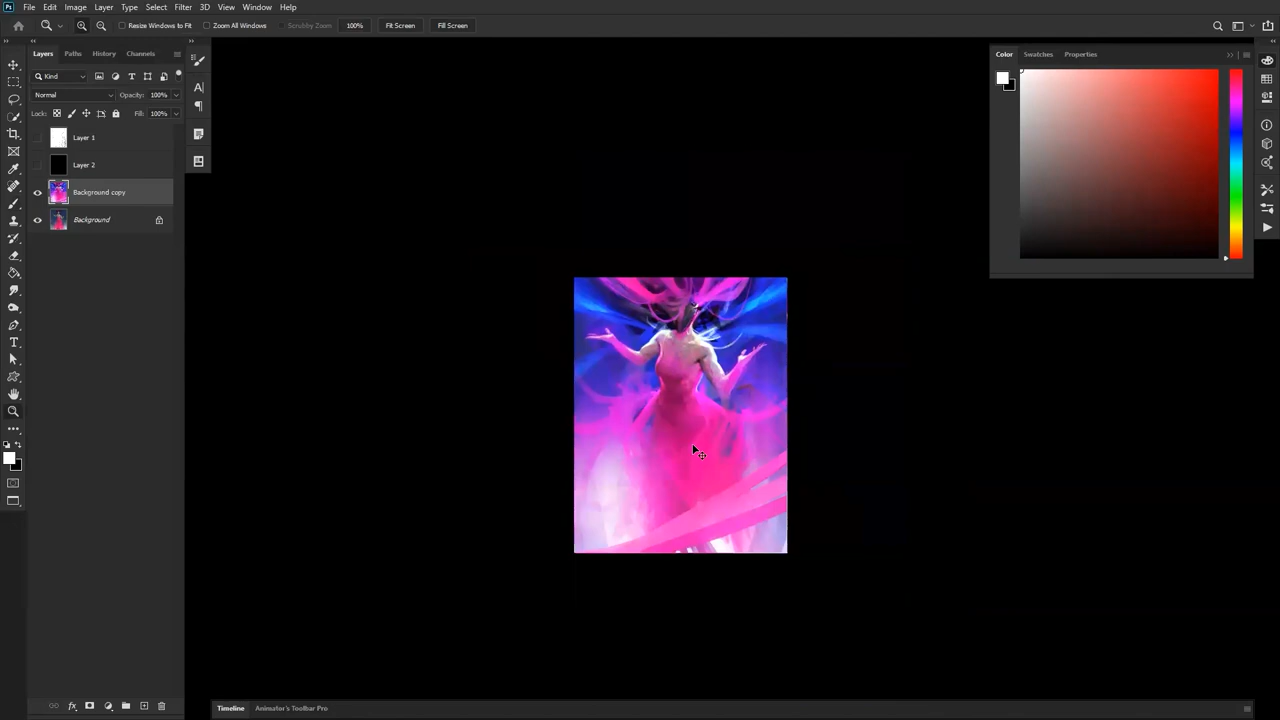 Ps File Edit Image Layer Type Select Filter 3D View Window Help
Resize Windows to Fit Zoom All Windows Scrubby Zoom 100% Fit Screen Fill Screen
Layers Paths History Channels
Kind
Normal Opacity: 100%
Lock: Fill: 100%
Layer 1
Layer 2
Background copy
Background
Color Swatches Properties
Timeline Animator's Toolbar Pro